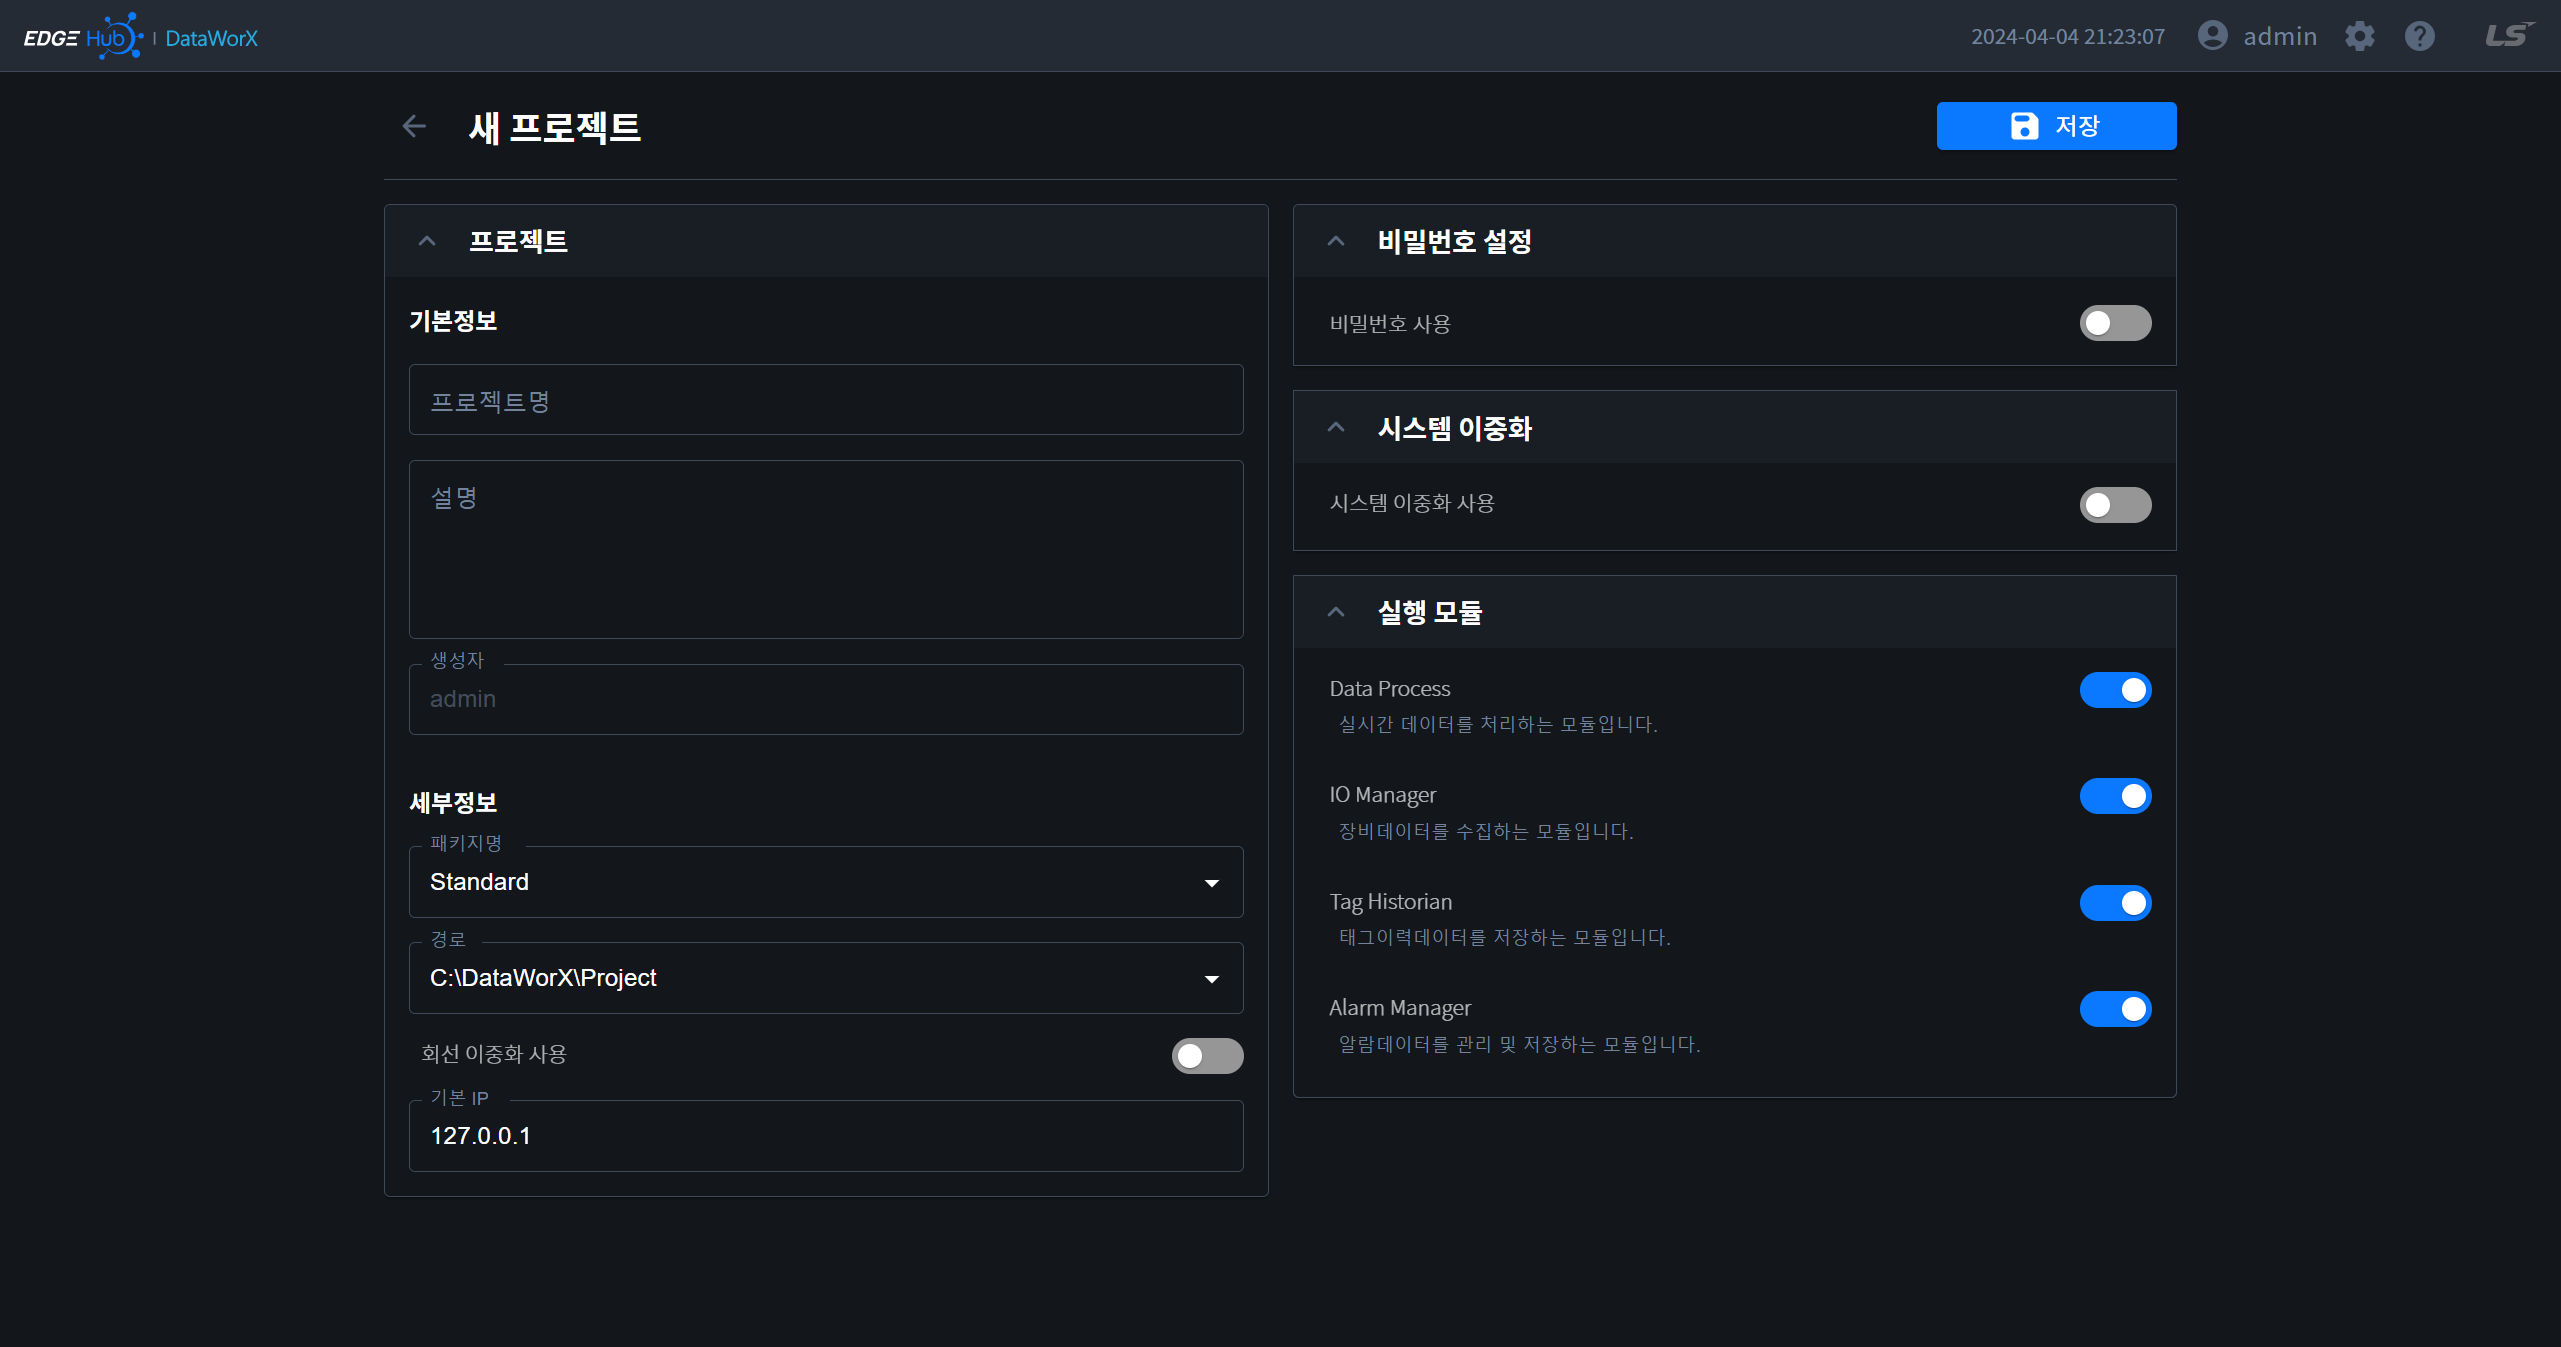 EDGE Hub | DataWorX
2024-04-04 21:23:07 admin
LS
새 프로젝트
저장
프로젝트
기본정보
프로젝트명
설명
생성자
admin
세부정보
패키지명
Standard
경로
C:\DataWorX\Project
회선 이중화 사용
기본 IP
127.0.0.1
비밀번호 설정
비밀번호 사용
시스템 이중화
시스템 이중화 사용
실행 모듈
Data Process
실시간 데이터를 처리하는 모듈입니다.
IO Manager
장비데이터를 수집하는 모듈입니다.
Tag Historian
태그이력데이터를 저장하는 모듈입니다.
Alarm Manager
알람데이터를 관리 및 저장하는 모듈입니다.